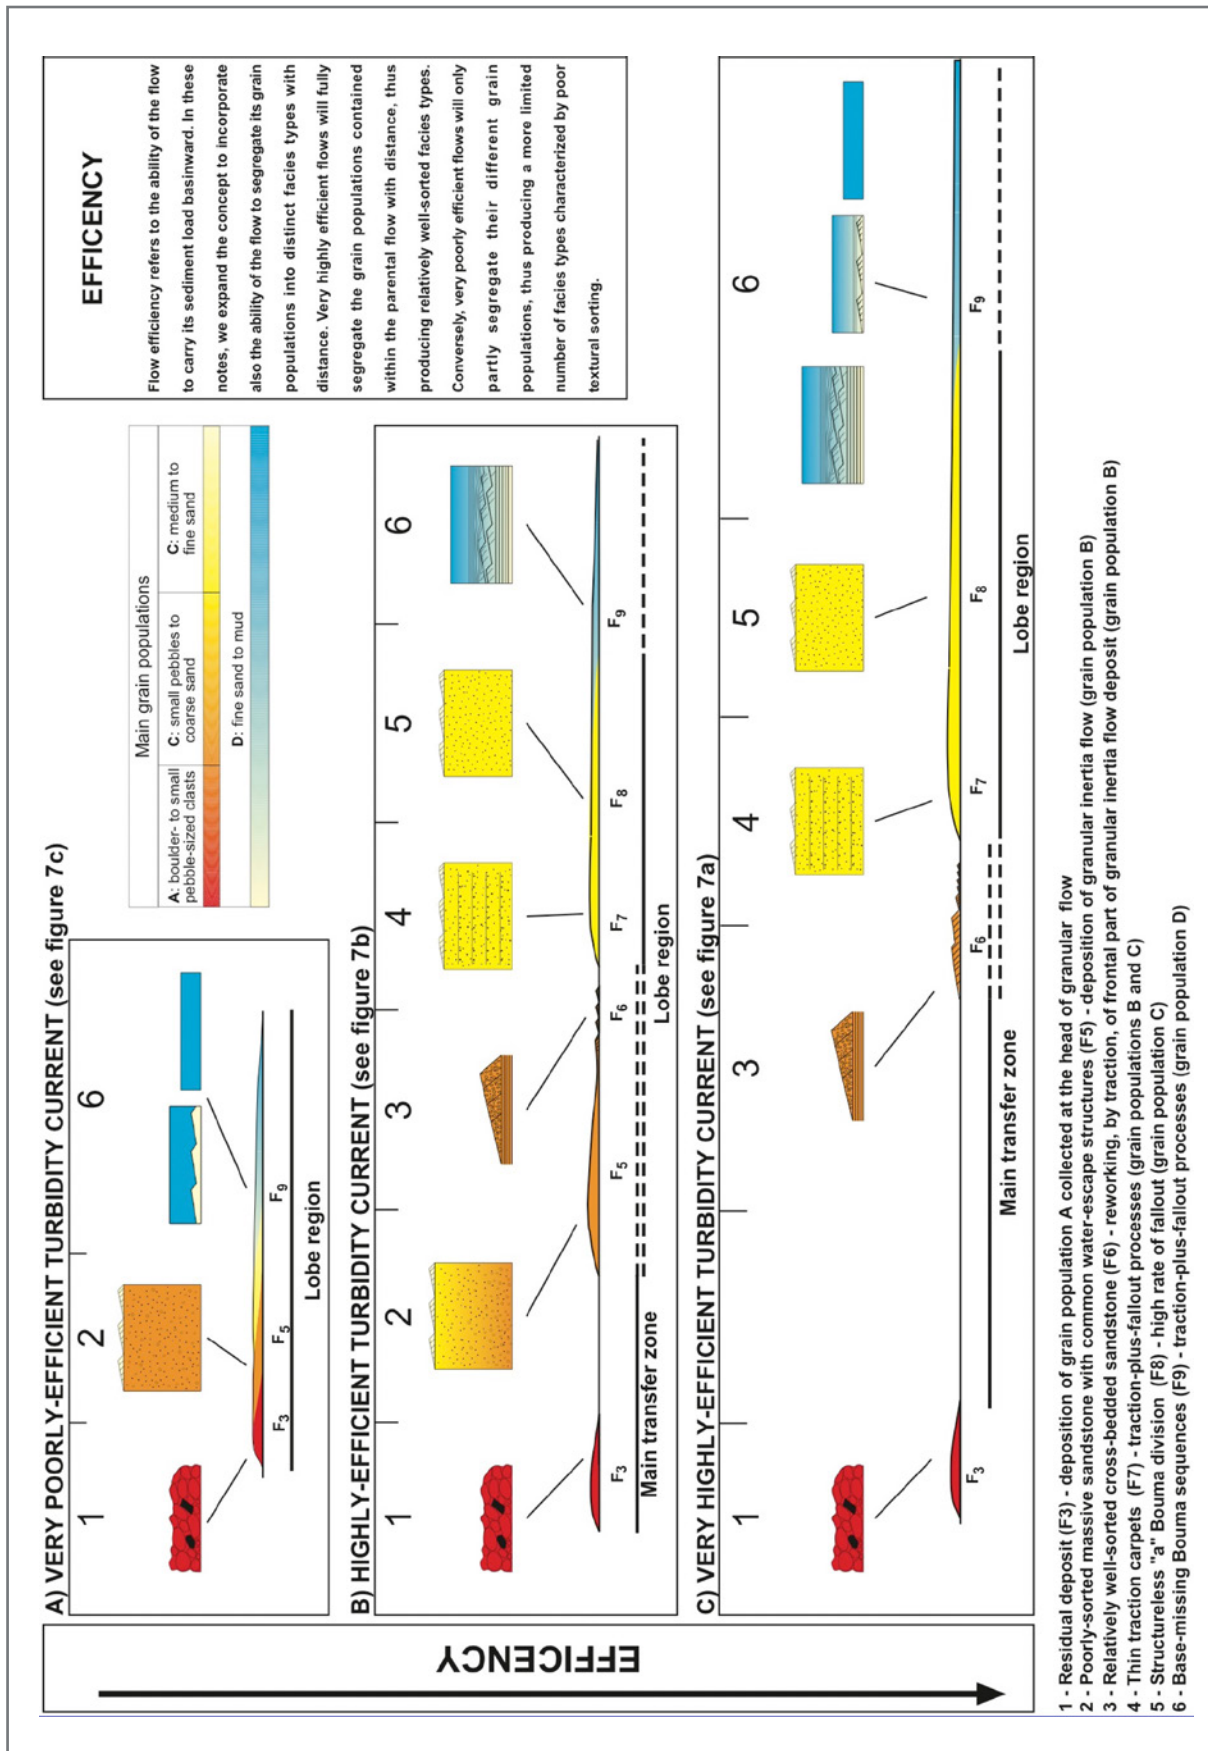 EFFICENCY
Flow efficiency refers to the ability of the flow
to carry its sediment load basinward. In these
notes, we expand the concept to incorporate
also the ability of the flow to segregate its grain
populations into distinct facies types with
distance. Very highly efficient flows will fully
segregate the grain populations contained
within the parental flow with distance, thus
producing relatively well-sorted facies types.
Conversely, very poorly efficient flows will only
partly segregate their different grain
populations, thus producing a more limited
number of facies types characterized by poor
textural sorting.
Main grain populations
A: boulder- to small
pebble-sized clasts
C: small pebbles to
coarse sand
C: medium to
fine sand
D: fine sand to mud
EFFICIENCY
A) VERY POORLY-EFFICIENT TURBIDITY CURRENT (see figure 7c)
1
2
6
F3
F5
F9
Lobe region
B) HIGHLY-EFFICIENT TURBIDITY CURRENT (see figure 7b)
1
2
3
4
5
6
F3
F5
F6
F7
F8
F9
Main transfer zone
Lobe region
C) VERY HIGHLY-EFFICIENT TURBIDITY CURRENT (see figure 7a)
1
3
4
5
6
F3
F6
F7
F8
F9
Main transfer zone
Lobe region
1 - Residual deposit (F3) - deposition of grain population A collected at the head of granular flow
2 - Poorly-sorted massive sandstone with common water-escape structures (F5) - deposition of granular inertia flow (grain population B)
3 - Relatively well-sorted cross-bedded sandstone (F6) - reworking, by traction, of frontal part of granular inertia flow deposit (grain population B)
4 - Thin traction carpets (F7) - traction-plus-fallout processes (grain populations B and C)
5 - Structureless "a" Bouma division (F8) - high rate of fallout (grain population C)
6 - Base-missing Bouma sequences (F9) - traction-plus-fallout processes (grain population D)